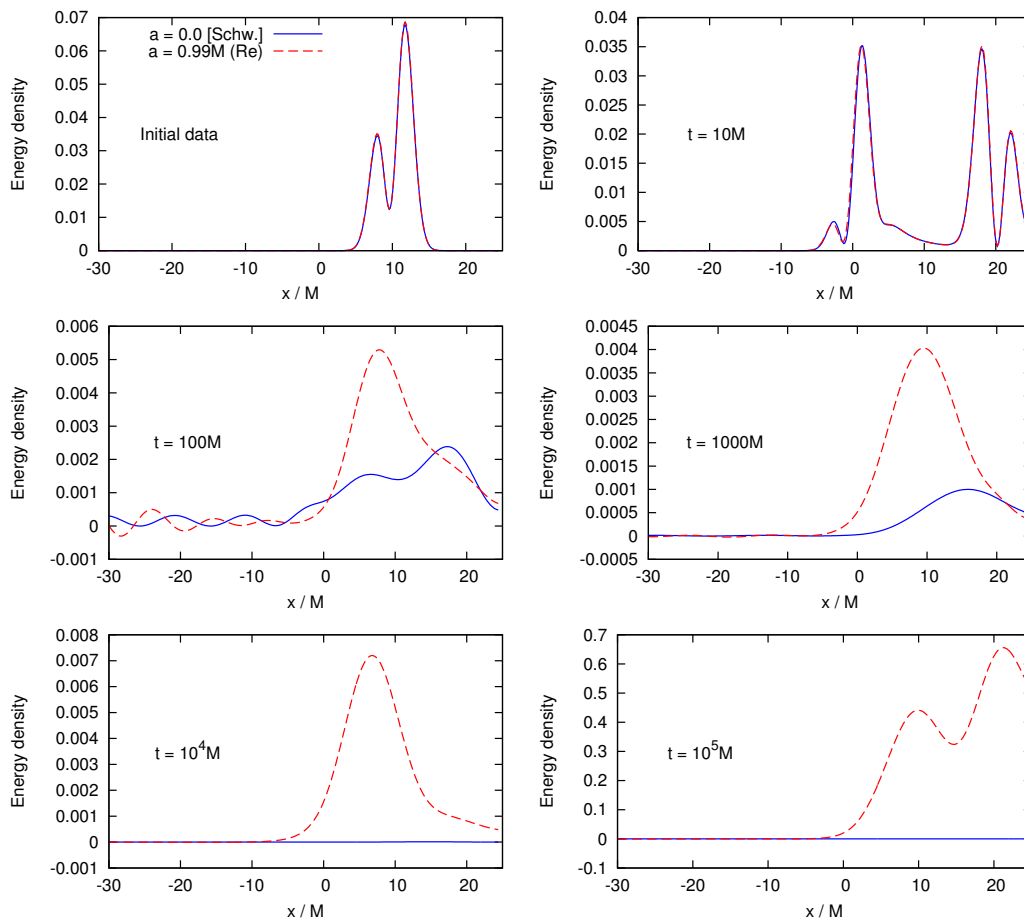 Energy density
0.07
0.06
0.05
0.04
0.03
0.02
0.01
0
a = 0.0 [Schw.]
a = 0.99M (Re)
Initial data
-30 -20 -10 0 10 20
x / M
Energy density
0.04
0.035
0.03
0.025
0.02
0.015
0.01
0.005
0
t = 10M
-30 -20 -10 0 10 20
x / M
Energy density
0.006
0.005
0.004
0.003
0.002
0.001
0
-0.001
t = 100M
-30 -20 -10 0 10 20
x / M
Energy density
0.0045
0.004
0.0035
0.003
0.0025
0.002
0.0015
0.001
0.0005
0
-0.0005
t = 1000M
-30 -20 -10 0 10 20
x / M
Energy density
0.008
0.007
0.006
0.005
0.004
0.003
0.002
0.001
0
-0.001
t = 10⁴M
-30 -20 -10 0 10 20
x / M
Energy density
0.7
0.6
0.5
0.4
0.3
0.2
0.1
0
-0.1
t = 10⁵M
-30 -20 -10 0 10 20
x / M